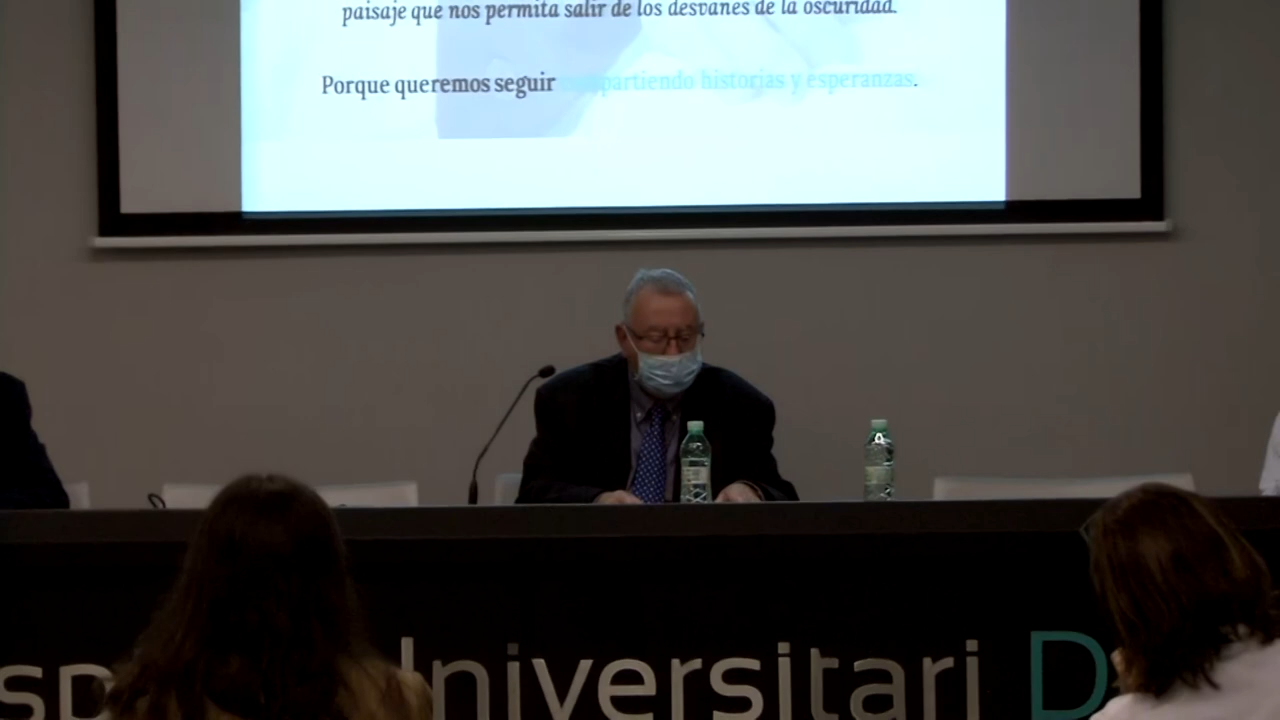 paisaje que nos permita salir de los desvanes de la oscuridad.
Porque queremos seguir compartiendo historias y esperanzas.
Universitari D